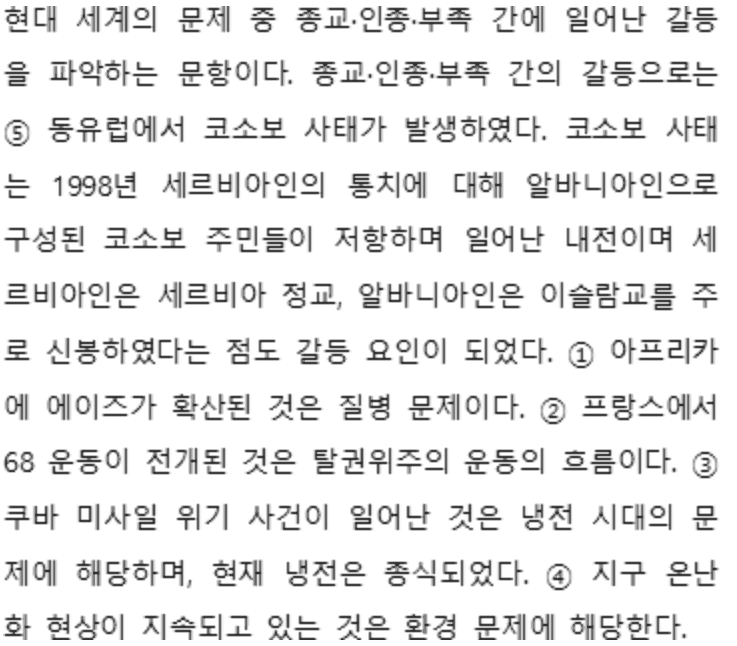 현대 세계의 문제 중 종교·인종·부족 간에 일어난 갈등
을 파악하는 문항이다. 종교·인종·부족 간의 갈등으로는
⑤ 동유럽에서 코소보 사태가 발생하였다. 코소보 사태
는 1998년 세르비아인의 통치에 대해 알바니아인으로
구성된 코소보 주민들이 저항하며 일어난 내전이며 세
르비아인은 세르비아 정교, 알바니아인은 이슬람교를 주
로 신봉하였다는 점도 갈등 요인이 되었다. ① 아프리카
에 에이즈가 확산된 것은 질병 문제이다. ② 프랑스에서
68 운동이 전개된 것은 탈권위주의 운동의 흐름이다. ③
쿠바 미사일 위기 사건이 일어난 것은 냉전 시대의 문
제에 해당하며, 현재 냉전은 종식되었다. ④ 지구 온난
화 현상이 지속되고 있는 것은 환경 문제에 해당한다.